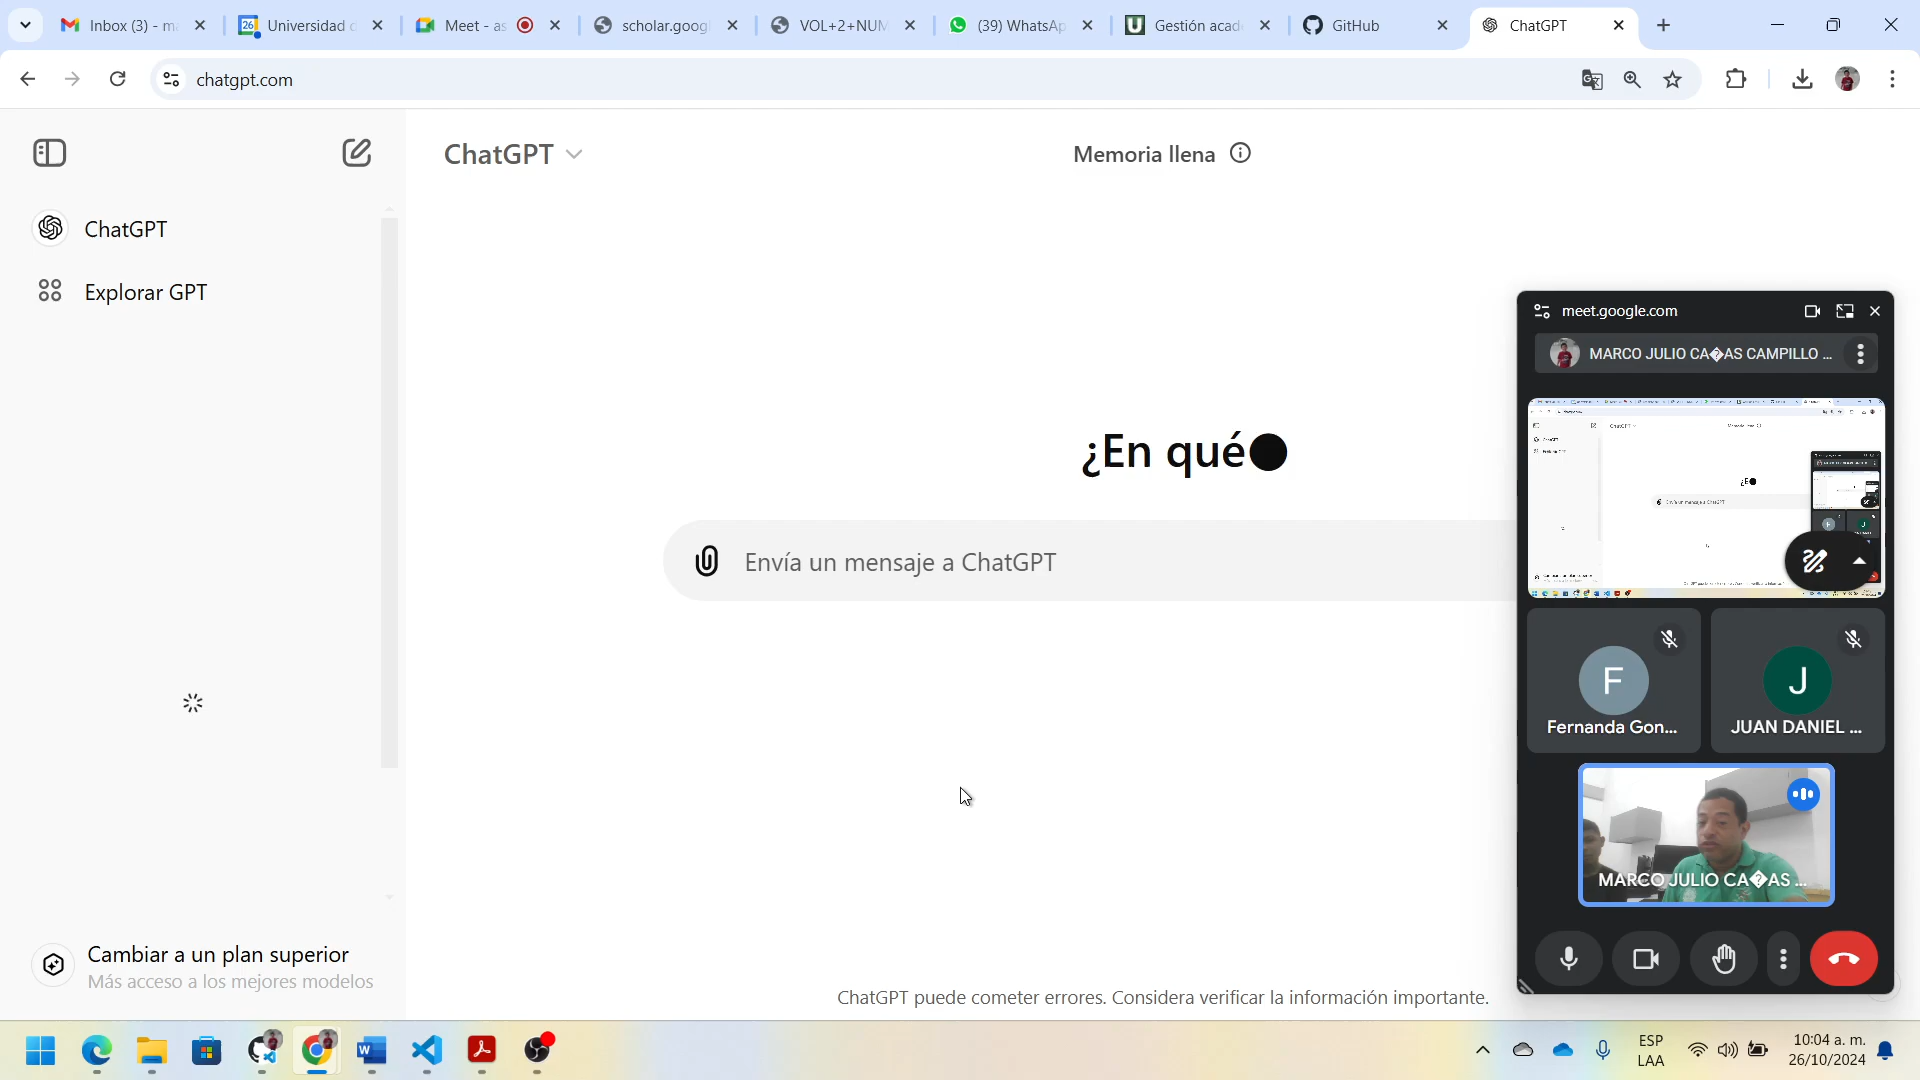 Inbox (3) - m
Universidad
Meet - as
scholar.goog
VOL+2+NUM
(39) WhatsAp
Gestión acad
GitHub
ChatGPT
chatgpt.com
ChatGPT
Memoria llena
ChatGPT
Explorar GPT
¿En qué
Envía un mensaje a ChatGPT
meet.google.com
MARCO JULIO CA�AS CAMPILLO ...
F
Fernanda Gon...
J
JUAN DANIEL ...
MARCO JULIO CA�AS ...
Cambiar a un plan superior
Más acceso a los mejores modelos
ChatGPT puede cometer errores. Considera verificar la información importante.
ESP
LAA
10:04 a. m.
26/10/2024